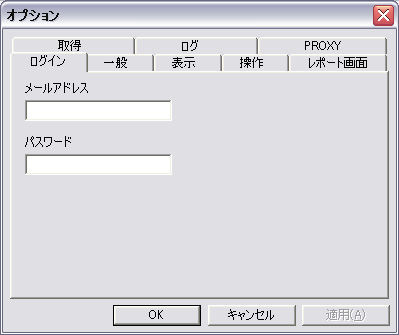 オプション
取得 ログ PROXY
ログイン 一般 表示 操作 レポート画面
メールアドレス
パスワード
OK キャンセル 適用(A)